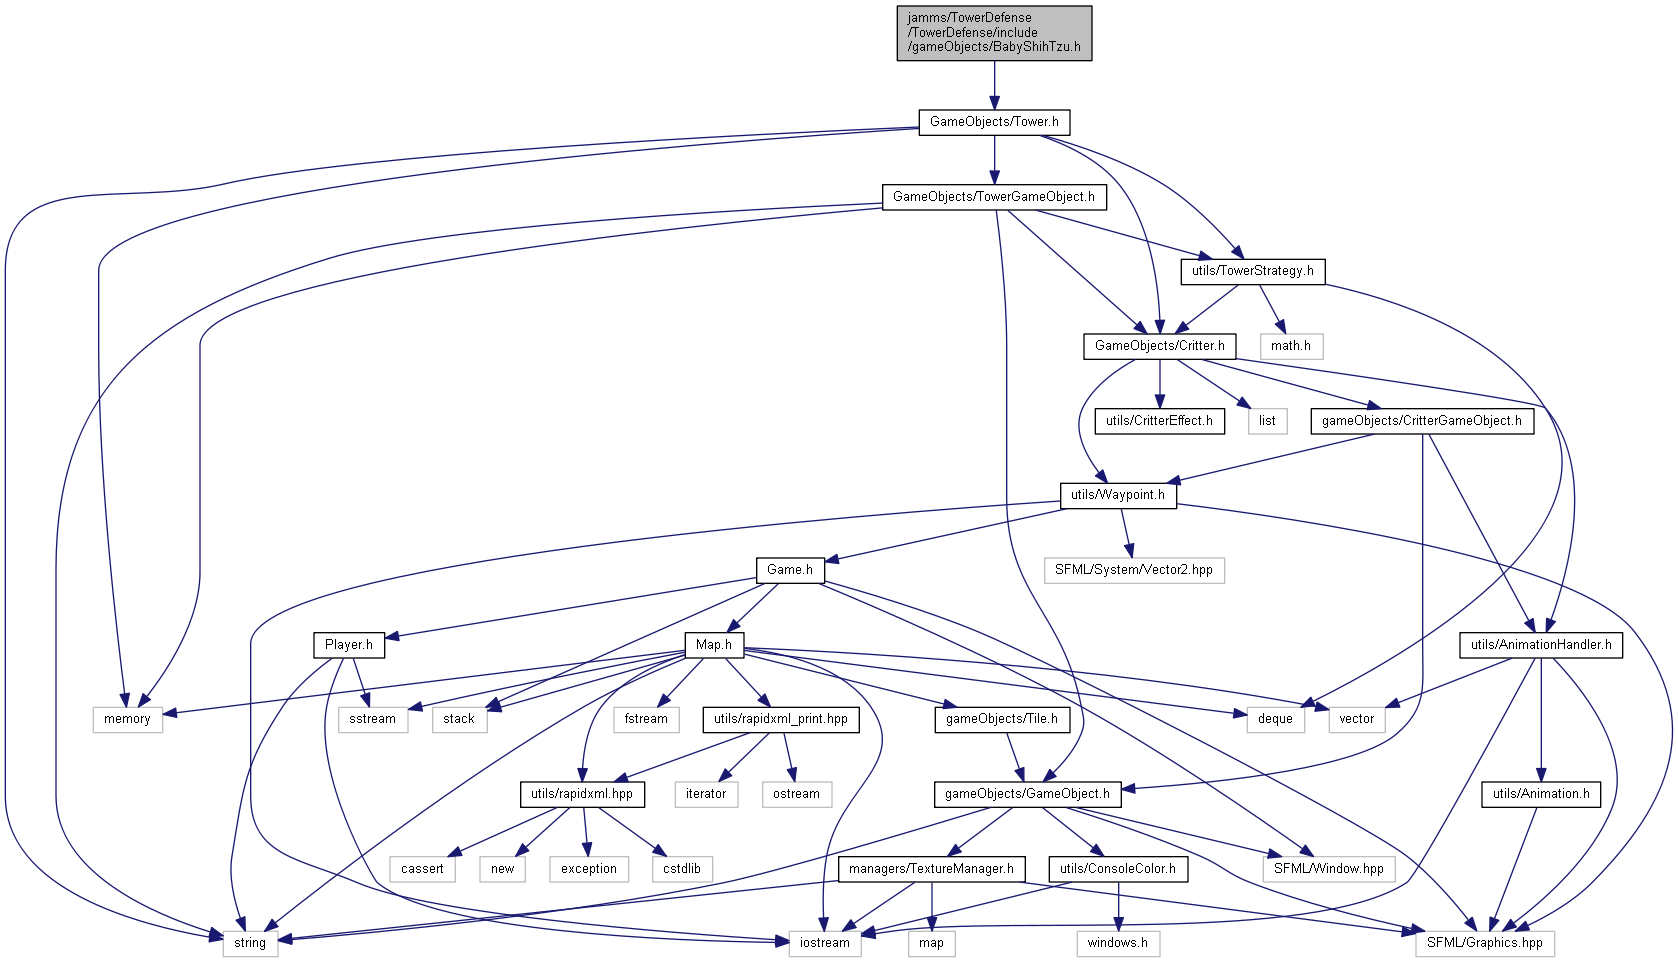 jamms/TowerDefense
/TowerDefense/include
/gameObjects/BabyShihTzu.h
GameObjects/Tower.h
GameObjects/TowerGameObject.h
utils/TowerStrategy.h
GameObjects/Critter.h
math.h
utils/CritterEffect.h
list
gameObjects/CritterGameObject.h
utils/Waypoint.h
Game.h
SFML/System/Vector2.hpp
Player.h
Map.h
utils/AnimationHandler.h
memory
sstream
stack
fstream
utils/rapidxml_print.hpp
gameObjects/Tile.h
deque
vector
utils/rapidxml.hpp
iterator
ostream
gameObjects/GameObject.h
utils/Animation.h
cassert
new
exception
cstdlib
managers/TextureManager.h
utils/ConsoleColor.h
SFML/Window.hpp
string
iostream
map
windows.h
SFML/Graphics.hpp